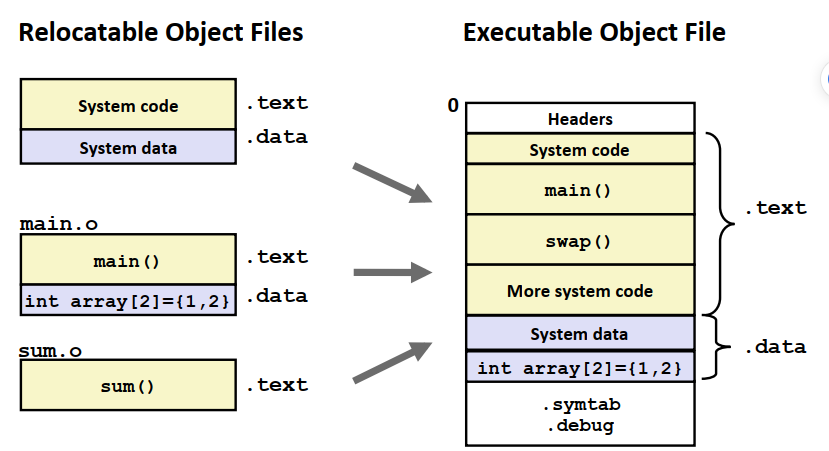 Relocatable Object Files
System code
.text
System data
.data
main.o
main()
.text
int array[2]={1,2}
.data
sum.o
sum()
.text
Executable Object File
0
Headers
System code
main()
swap()
More system code
.text
System data
int array[2]={1,2}
.data
.symtab
.debug